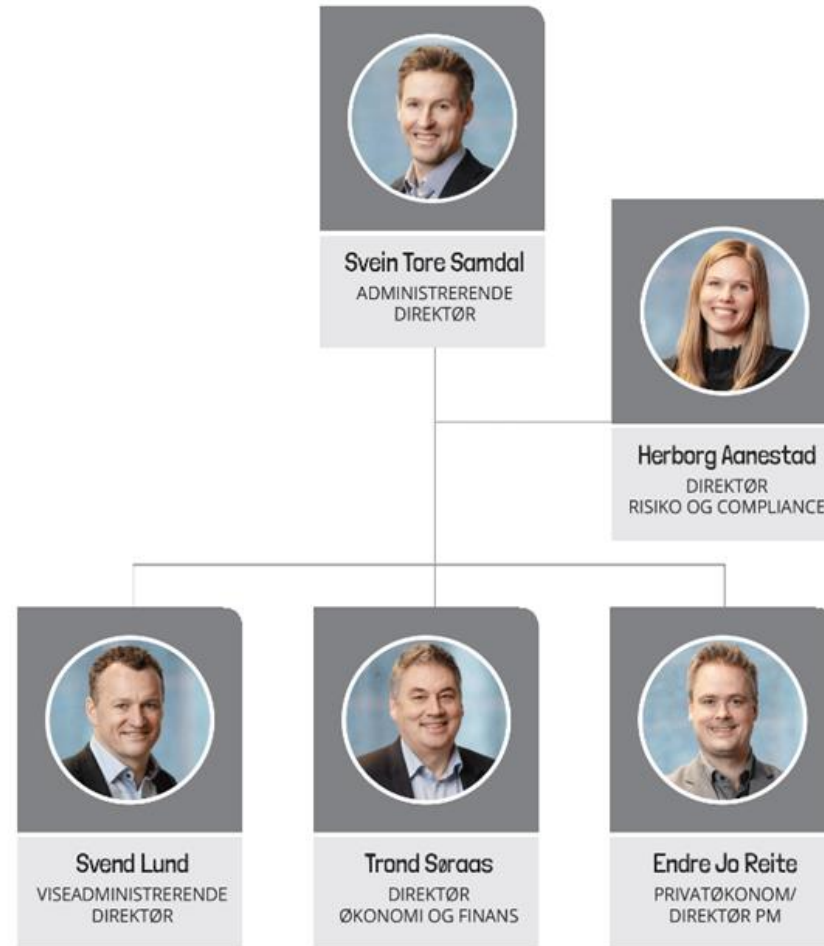 Svein Tore Samdal
ADMINISTRERENDE
DIREKTØR
Herborg Aanestad
DIREKTØR
RISIKO OG COMPLIANCE
Svend Lund
VISEADMINISTRERENDE
DIREKTØR
Trond Søraas
DIREKTØR
ØKONOMI OG FINANS
Endre Jo Reite
PRIVATØKONOM/
DIREKTØR PM